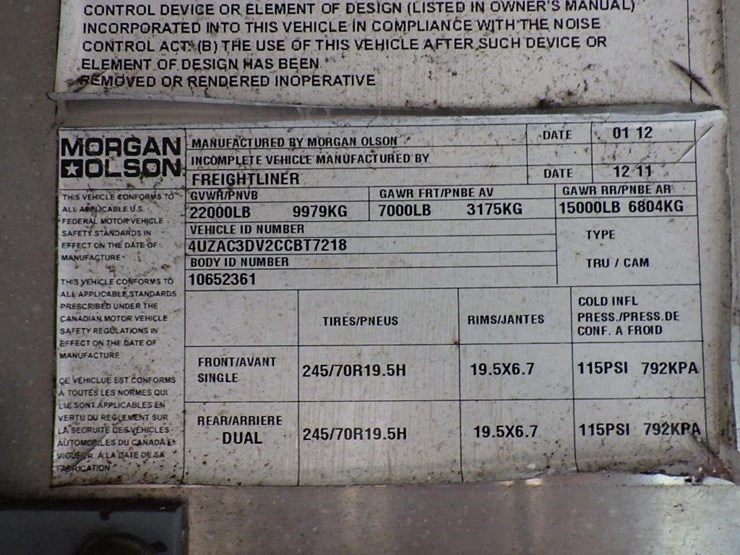 CONTROL DEVICE OR ELEMENT OF DESIGN (LISTED IN OWNER'S MANUAL)
INCORPORATED INTO THIS VEHICLE IN COMPLIANCE WITH THE NOISE
CONTROL ACT: (B) THE USE OF THIS VEHICLE AFTER SUCH DEVICE OR
ELEMENT OF DESIGN HAS BEEN
REMOVED OR RENDERED INOPERATIVE
MORGAN
OLSON
MANUFACTURED BY MORGAN OLSON DATE 01 12
INCOMPLETE VEHICLE MANUFACTURED BY
FREIGHTLINER DATE 12 11
GVWR/PNVB GAWR FRT/PNBE AV GAWR RR/PNBE AR
22000LB 9979KG 7000LB 3175KG 15000LB 6804KG
VEHICLE ID NUMBER TYPE
4UZAC3DV2CCBT7218
BODY ID NUMBER TRU / CAM
10652361
THIS VEHICLE CONFORMS TO
ALL APPLICABLE U.S.
FEDERAL MOTOR VEHICLE
SAFETY STANDARDS IN
EFFECT ON THE DATE OF
MANUFACTURE
THIS VEHICLE CONFORMS TO
ALL APPLICABLE STANDARDS
PRESCRIBED UNDER THE
CANADIAN MOTOR VEHICLE
SAFETY REGULATIONS IN
EFFECT ON THE DATE OF
MANUFACTURE
CE VEHICLUE EST CONFORMS
A TOUTES LES NORMES QUI
LUE SONT APPLICABLES EN
VERTU DU REGLEMENT SUR
LA SECRUITE DES VEHICLES
AUTOMOBILES DU CANADA EN
VIGUEUR A LA DATE DE SA
FABRICATION
TIRES/PNEUS RIMS/JANTES COLD INFL
PRESS./PRESS.DE
CONF. A FROID
FRONT/AVANT
SINGLE 245/70R19.5H 19.5X6.7 115PSI 792KPA
REAR/ARRIERE
DUAL 245/70R19.5H 19.5X6.7 115PSI 792KPA